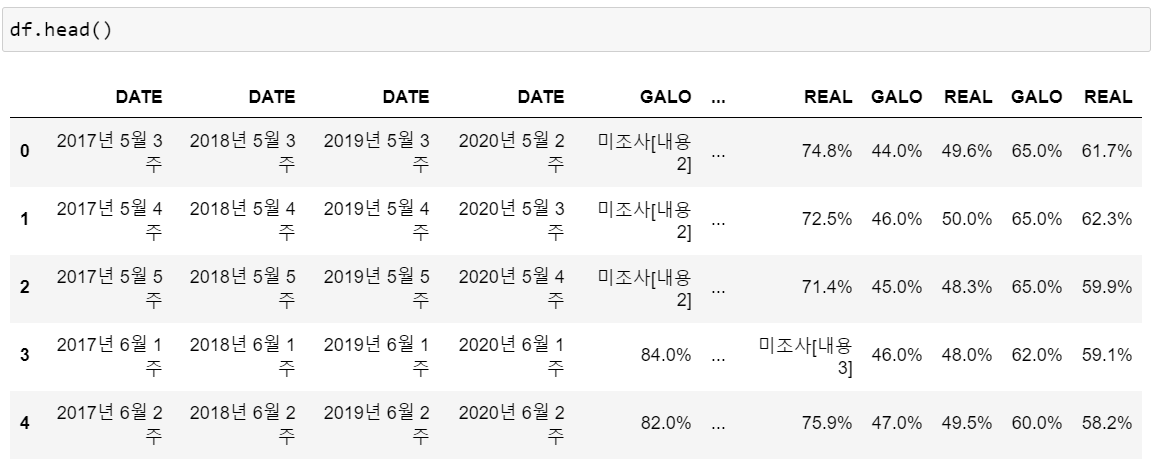 df.head()
DATE DATE DATE DATE GALO ... REAL GALO REAL GALO REAL
0 2017년 5월 3주 2018년 5월 3주 2019년 5월 3주 2020년 5월 2주 미조사[내용2] ... 74.8% 44.0% 49.6% 65.0% 61.7%
1 2017년 5월 4주 2018년 5월 4주 2019년 5월 4주 2020년 5월 3주 미조사[내용2] ... 72.5% 46.0% 50.0% 65.0% 62.3%
2 2017년 5월 5주 2018년 5월 5주 2019년 5월 5주 2020년 5월 4주 미조사[내용2] ... 71.4% 45.0% 48.3% 65.0% 59.9%
3 2017년 6월 1주 2018년 6월 1주 2019년 6월 1주 2020년 6월 1주 84.0% ... 미조사[내용3] 46.0% 48.0% 62.0% 59.1%
4 2017년 6월 2주 2018년 6월 2주 2019년 6월 2주 2020년 6월 2주 82.0% ... 75.9% 47.0% 49.5% 60.0% 58.2%